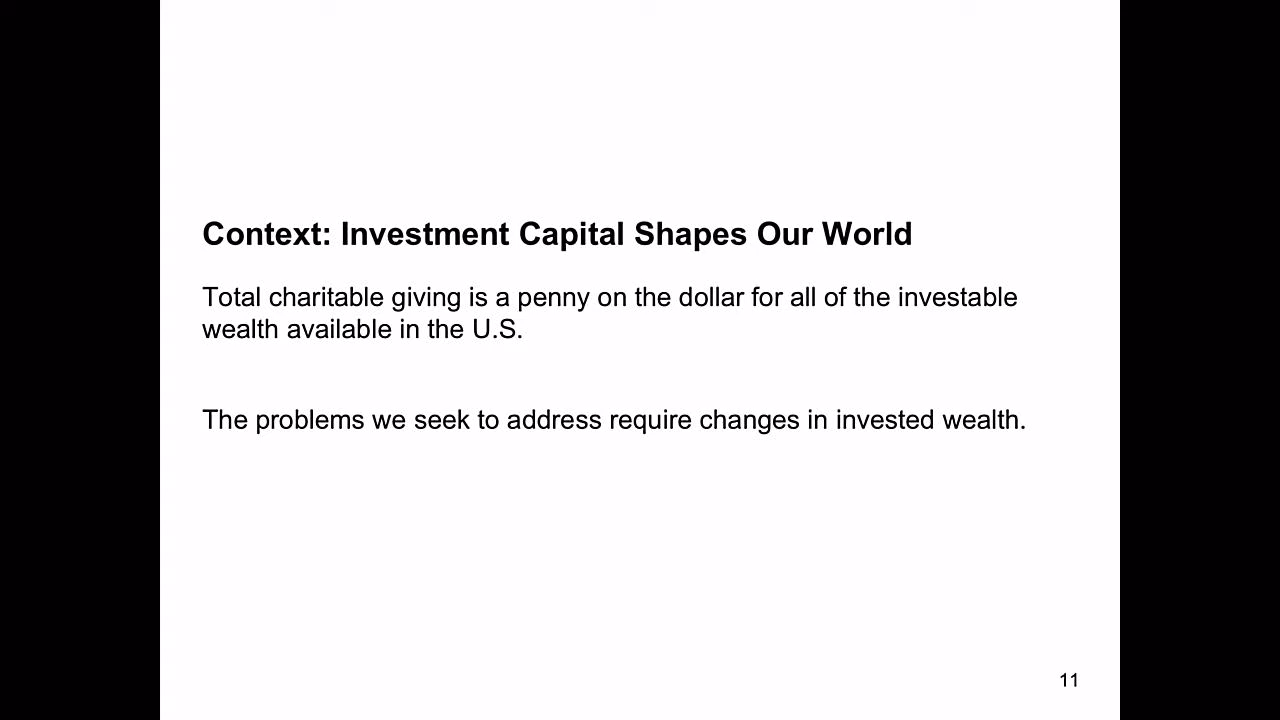 Context: Investment Capital Shapes Our World
Total charitable giving is a penny on the dollar for all of the investable
wealth available in the U.S.
The problems we seek to address require changes in invested wealth.
11